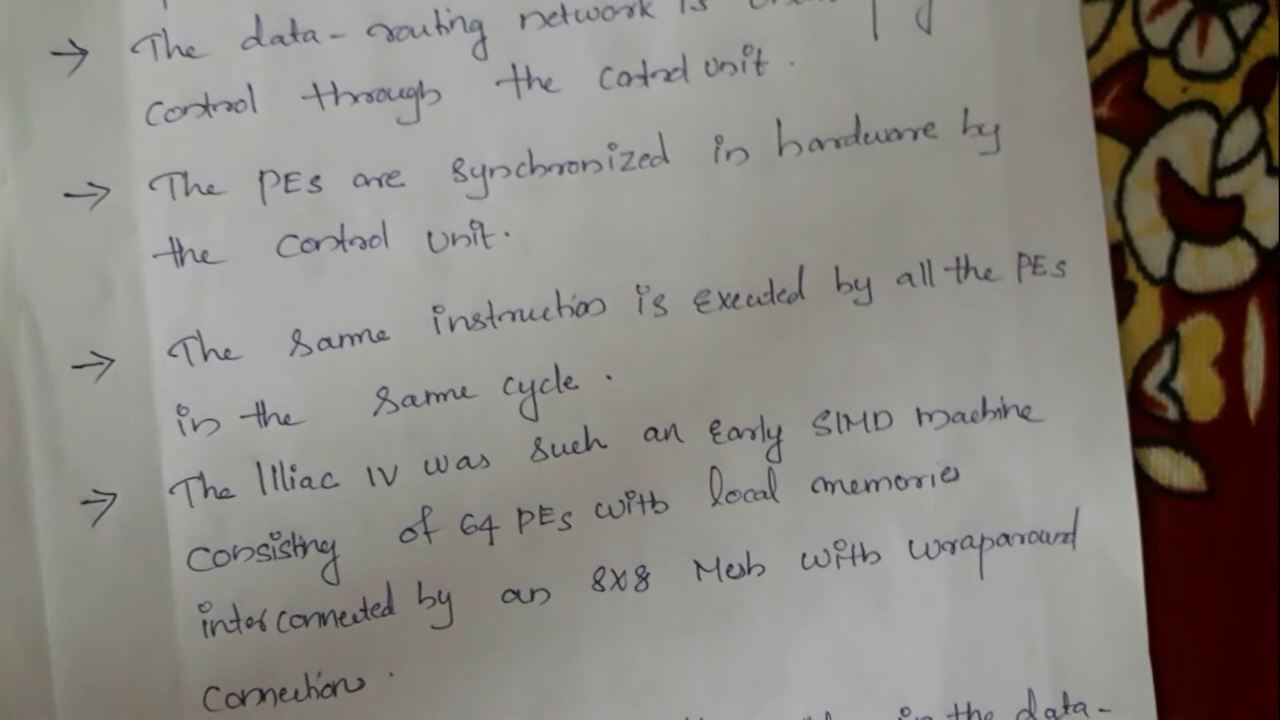 → The data-routing network is
control through the control unit.
→ The PEs are synchronized in hardware by
the control unit.
→ The same instruction is executed by all the PEs
in the same cycle.
→ The Illiac IV was such an early SIMD machine
consisting of 64 PEs with local memories
interconnected by an 8X8 Mesh with wraparound
connections.
in the data-